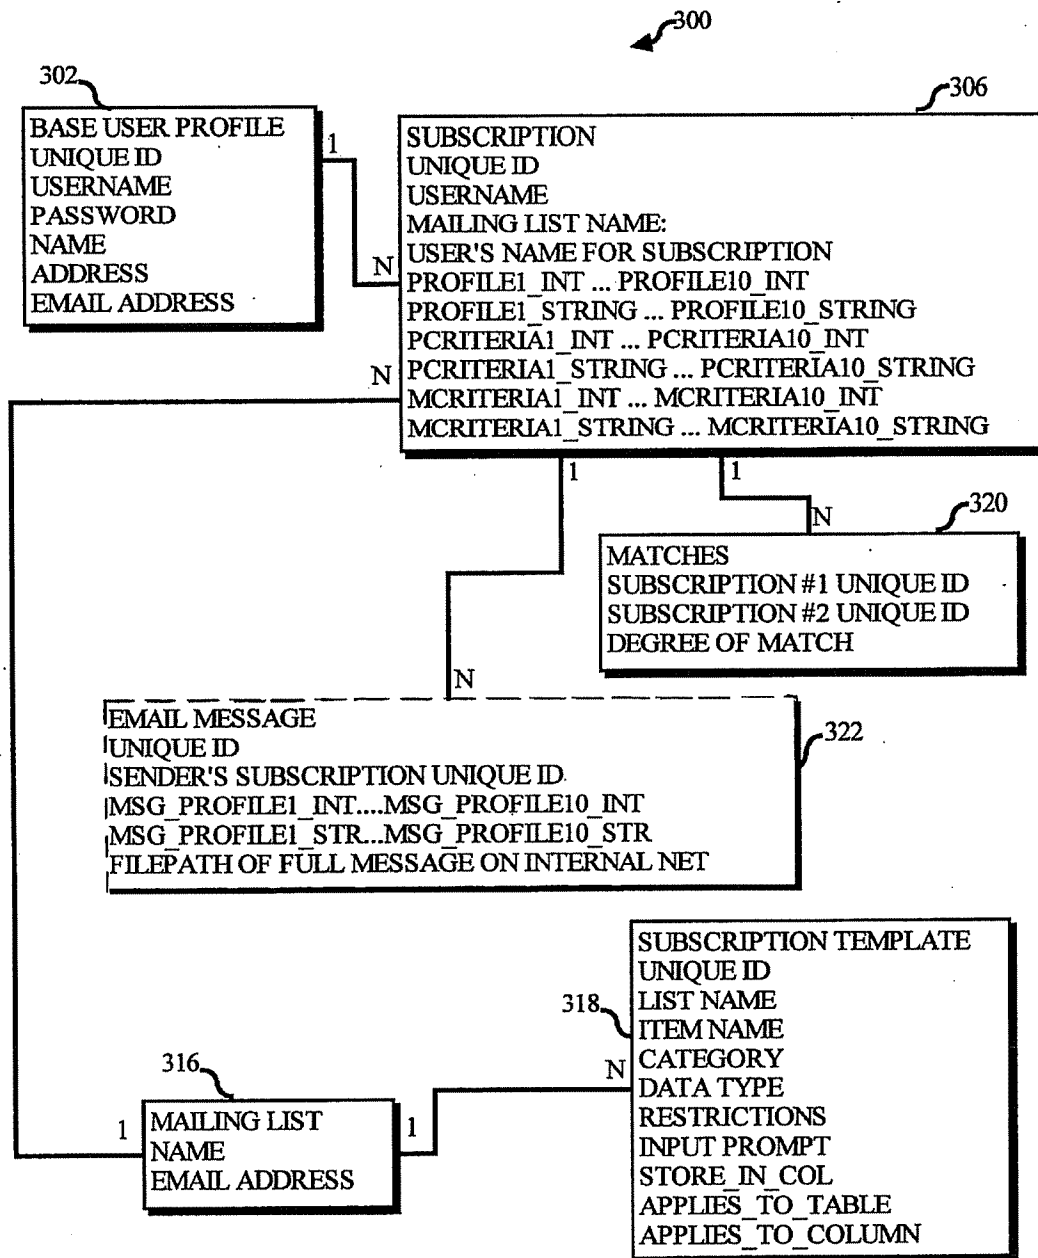 300
302
306
BASE USER PROFILE
UNIQUE ID
USERNAME
PASSWORD
NAME
ADDRESS
EMAIL ADDRESS
1
N
SUBSCRIPTION
UNIQUE ID
USERNAME
MAILING LIST NAME:
USER'S NAME FOR SUBSCRIPTION
PROFILE1_INT ... PROFILE10_INT
PROFILE1_STRING ... PROFILE10_STRING
PCRITERIA1_INT ... PCRITERIA10_INT
PCRITERIA1_STRING ... PCRITERIA10_STRING
MCRITERIA1_INT ... MCRITERIA10_INT
MCRITERIA1_STRING ... MCRITERIA10_STRING
N
1
1
N
320
MATCHES
SUBSCRIPTION #1 UNIQUE ID
SUBSCRIPTION #2 UNIQUE ID
DEGREE OF MATCH
N
322
EMAIL MESSAGE
UNIQUE ID
SENDER'S SUBSCRIPTION UNIQUE ID
MSG_PROFILE1_INT....MSG_PROFILE10_INT
MSG_PROFILE1_STR...MSG_PROFILE10_STR
FILEPATH OF FULL MESSAGE ON INTERNAL NET
318
SUBSCRIPTION TEMPLATE
UNIQUE ID
LIST NAME
ITEM NAME
CATEGORY
DATA TYPE
RESTRICTIONS
INPUT PROMPT
STORE_IN_COL
APPLIES_TO_TABLE
APPLIES_TO_COLUMN
N
316
1
MAILING LIST
NAME
EMAIL ADDRESS
1